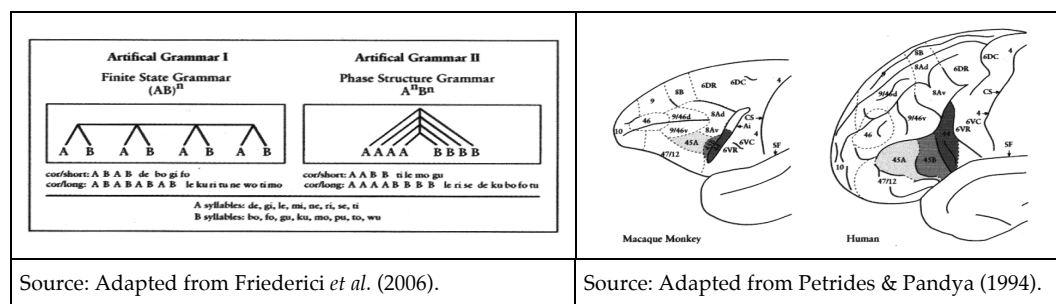 Artifical Grammar I
Finite State Grammar
(AB)ⁿ
A B A B A B A B
cor/short: A B A B de bo gi fo
cor/long: A B A B A B A B le ku ri tu ne wo ti mo
Artifical Grammar II
Phase Structure Grammar
AⁿBⁿ
A A A A B B B B
cor/short: A A B B ti le mo gu
cor/long: A A A A B B B B le ri se de ku bo fo tu
A syllables: de, gi, le, mi, ne, ri, se, ti
B syllables: bo, fo, gu, ku, mo, pu, to, wu
10
46
9
8B
9/46d
9/46v
47/12
45A
6DR
6DC
8Ad
8Av
4
CS
Ai
4
6VC
6VR
SF
Macaque Monkey
9
8B
8Ad
6DR
6DC
4
9/46d
8Av
46
9/46v
CS
4
6VC
6VR
44
45A
45B
10
47/12
SF
Human
Source: Adapted from Friederici et al. (2006).
Source: Adapted from Petrides & Pandya (1994).